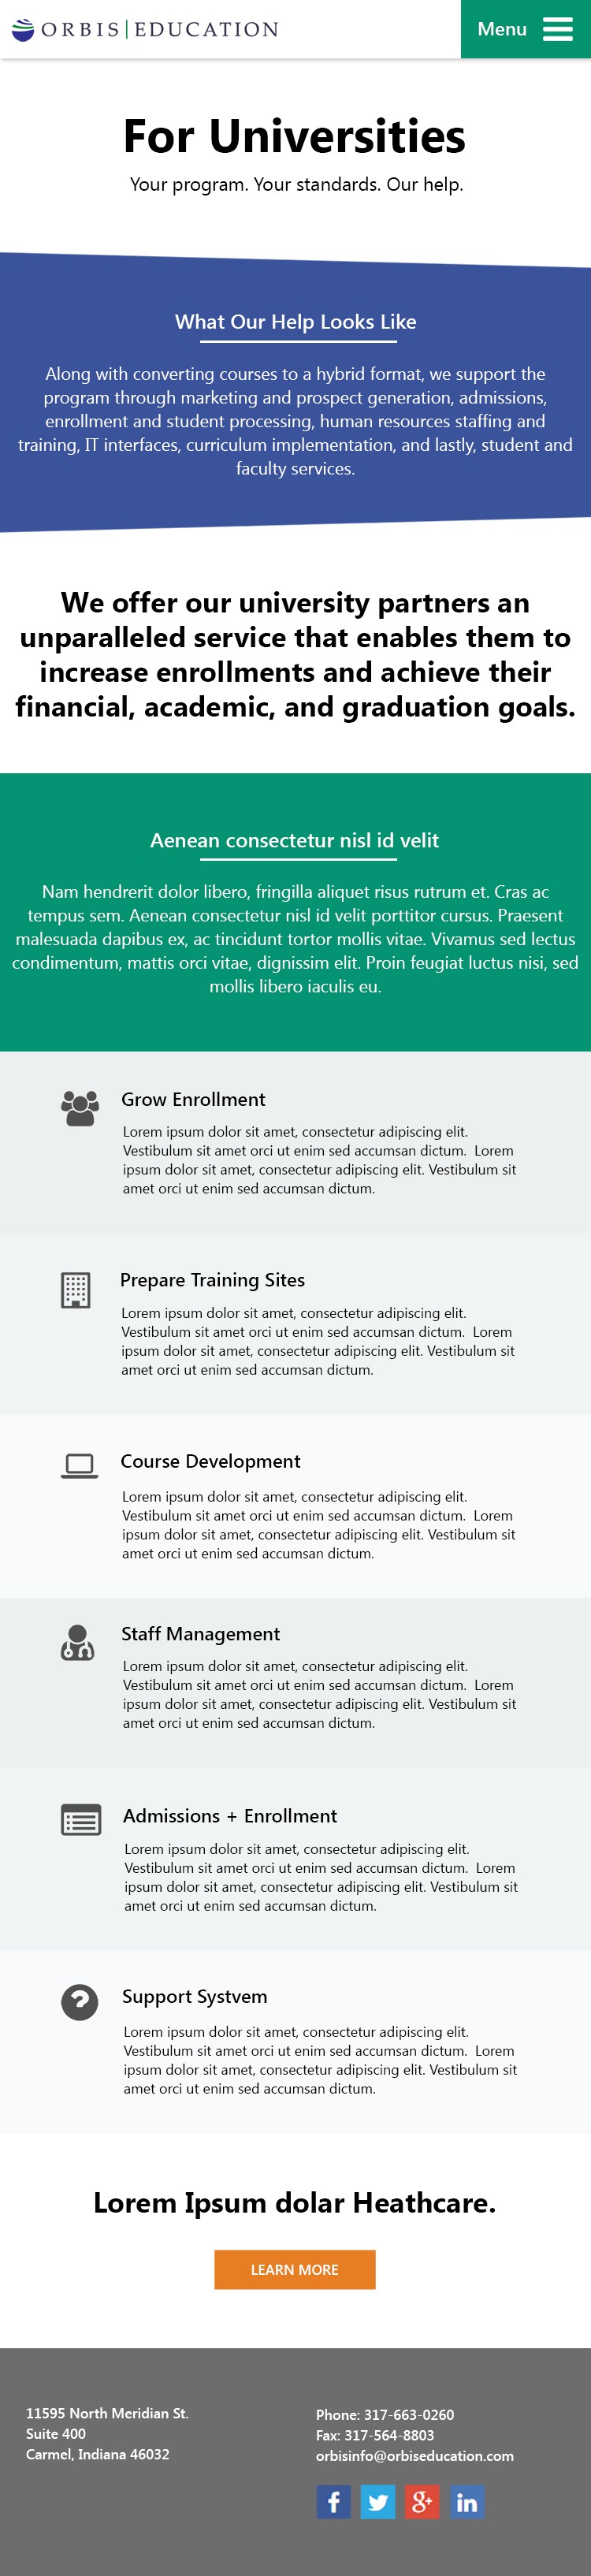 ORBIS|EDUCATION
Menu
For Universities
Your program. Your standards. Our help.
What Our Help Looks Like
Along with converting courses to a hybrid format, we support the
program through marketing and prospect generation, admissions,
enrollment and student processing, human resources staffing and
training, IT interfaces, curriculum implementation, and lastly, student and
faculty services.
We offer our university partners an
unparalleled service that enables them to
increase enrollments and achieve their
financial, academic, and graduation goals.
Aenean consectetur nisl id velit
Nam hendrerit dolor libero, fringilla aliquet risus rutrum et. Cras ac
tempus sem. Aenean consectetur nisl id velit porttitor cursus. Praesent
malesuada dapibus ex, ac tincidunt tortor mollis vitae. Vivamus sed lectus
condimentum, mattis orci vitae, dignissim elit. Proin feugiat luctus nisi, sed
mollis libero iaculis eu.
Grow Enrollment
Lorem ipsum dolor sit amet, consectetur adipiscing elit.
Vestibulum sit amet orci ut enim sed accumsan dictum.  Lorem
ipsum dolor sit amet, consectetur adipiscing elit. Vestibulum sit
amet orci ut enim sed accumsan dictum.
Prepare Training Sites
Lorem ipsum dolor sit amet, consectetur adipiscing elit.
Vestibulum sit amet orci ut enim sed accumsan dictum.  Lorem
ipsum dolor sit amet, consectetur adipiscing elit. Vestibulum sit
amet orci ut enim sed accumsan dictum.
Course Development
Lorem ipsum dolor sit amet, consectetur adipiscing elit.
Vestibulum sit amet orci ut enim sed accumsan dictum.  Lorem
ipsum dolor sit amet, consectetur adipiscing elit. Vestibulum sit
amet orci ut enim sed accumsan dictum.
Staff Management
Lorem ipsum dolor sit amet, consectetur adipiscing elit.
Vestibulum sit amet orci ut enim sed accumsan dictum.  Lorem
ipsum dolor sit amet, consectetur adipiscing elit. Vestibulum sit
amet orci ut enim sed accumsan dictum.
Admissions + Enrollment
Lorem ipsum dolor sit amet, consectetur adipiscing elit.
Vestibulum sit amet orci ut enim sed accumsan dictum.  Lorem
ipsum dolor sit amet, consectetur adipiscing elit. Vestibulum sit
amet orci ut enim sed accumsan dictum.
Support Systvem
Lorem ipsum dolor sit amet, consectetur adipiscing elit.
Vestibulum sit amet orci ut enim sed accumsan dictum.  Lorem
ipsum dolor sit amet, consectetur adipiscing elit. Vestibulum sit
amet orci ut enim sed accumsan dictum.
Lorem Ipsum dolar Heathcare.
LEARN MORE
11595 North Meridian St.
Suite 400
Carmel, Indiana 46032
Phone: 317-663-0260
Fax: 317-564-8803
orbisinfo@orbiseducation.com